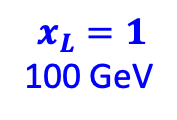 x_L = 1
100 GeV